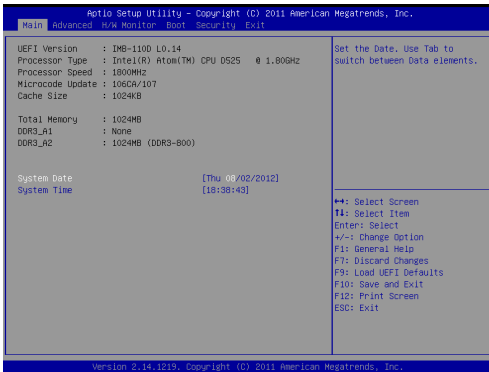 Aptio Setup Utility – Copyright (C) 2011 American Megatrends, Inc.
Main Advanced H/W Monitor Boot Security Exit
UEFI Version : IMB-110D L0.14
Processor Type : Intel(R) Atom(TM) CPU D525 @ 1.80GHz
Processor Speed : 1800MHz
Microcode Update : 106CA/107
Cache Size : 1024KB
Total Memory : 1024MB
DDR3_A1 : None
DDR3_A2 : 1024MB (DDR3-800)
System Date [Thu 08/02/2012]
System Time [18:38:43]
Set the Date. Use Tab to
switch between Data elements.
↔: Select Screen
↑↓: Select Item
Enter: Select
+/-: Change Option
F1: General Help
F7: Discard Changes
F9: Load UEFI Defaults
F10: Save and Exit
F12: Print Screen
ESC: Exit
Version 2.14.1219. Copyright (C) 2011 American Megatrends, Inc.